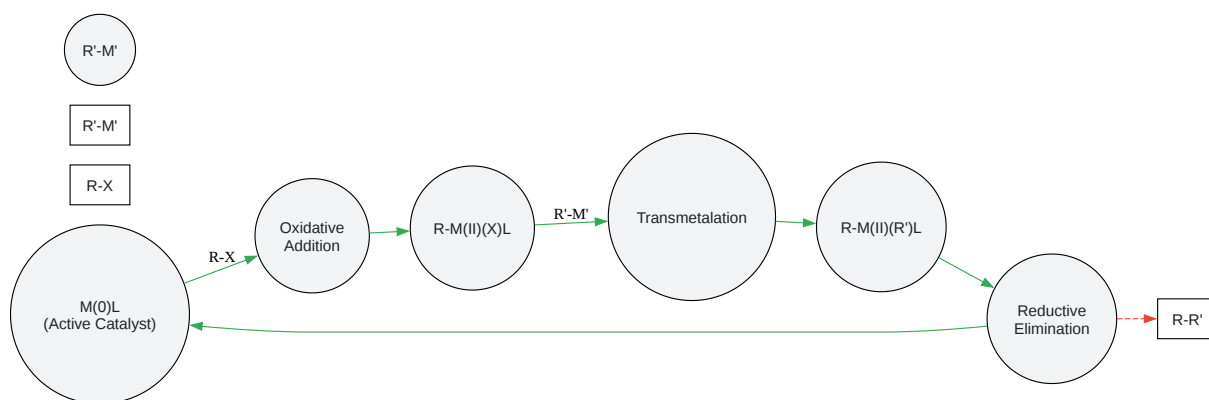 R'-M'
R'-M'
R-X
M(0)L
(Active Catalyst)
R-X
Oxidative
Addition
R-M(II)(X)L
R'-M'
Transmetalation
R-M(II)(R')L
Reductive
Elimination
R-R'